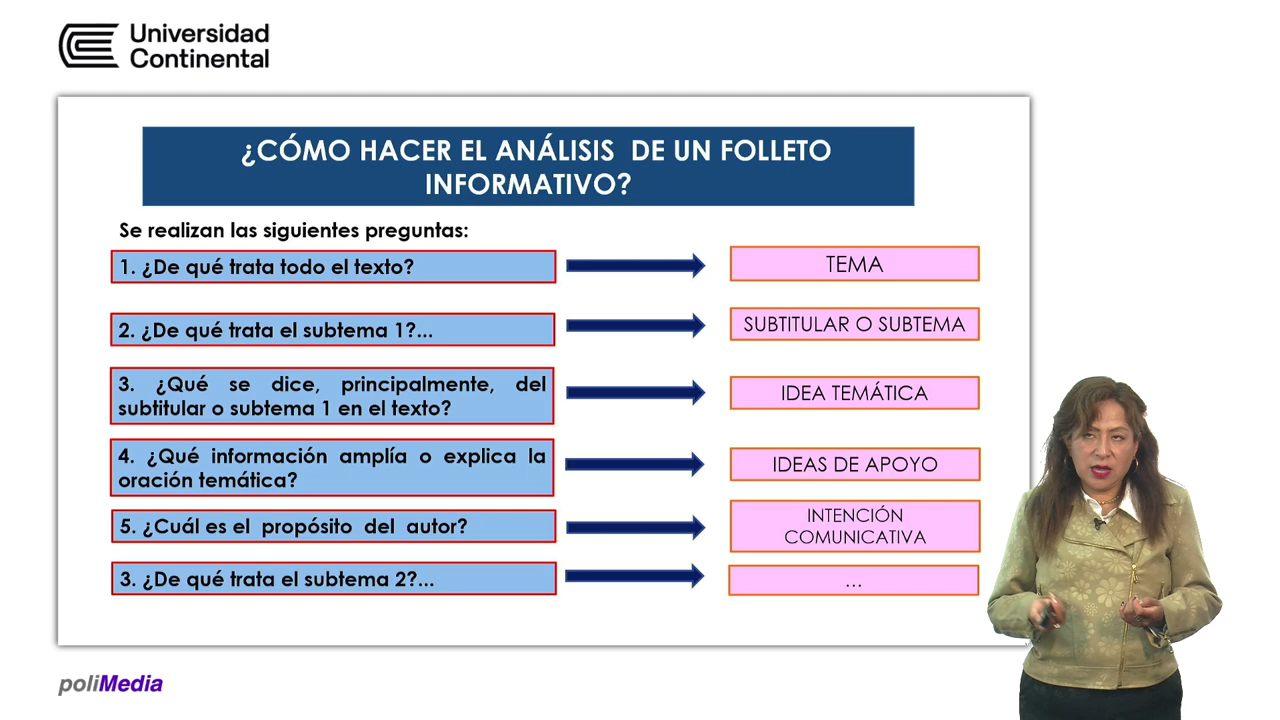 Universidad
Continental
¿CÓMO HACER EL ANÁLISIS DE UN FOLLETO
INFORMATIVO?
Se realizan las siguientes preguntas:
1. ¿De qué trata todo el texto?
TEMA
2. ¿De qué trata el subtema 1?...
SUBTITULAR O SUBTEMA
3. ¿Qué se dice, principalmente, del
subtitular o subtema 1 en el texto?
IDEA TEMÁTICA
4. ¿Qué información amplía o explica la
oración temática?
IDEAS DE APOYO
5. ¿Cuál es el propósito del autor?
INTENCIÓN
COMUNICATIVA
3. ¿De qué trata el subtema 2?...
...
poliMedia